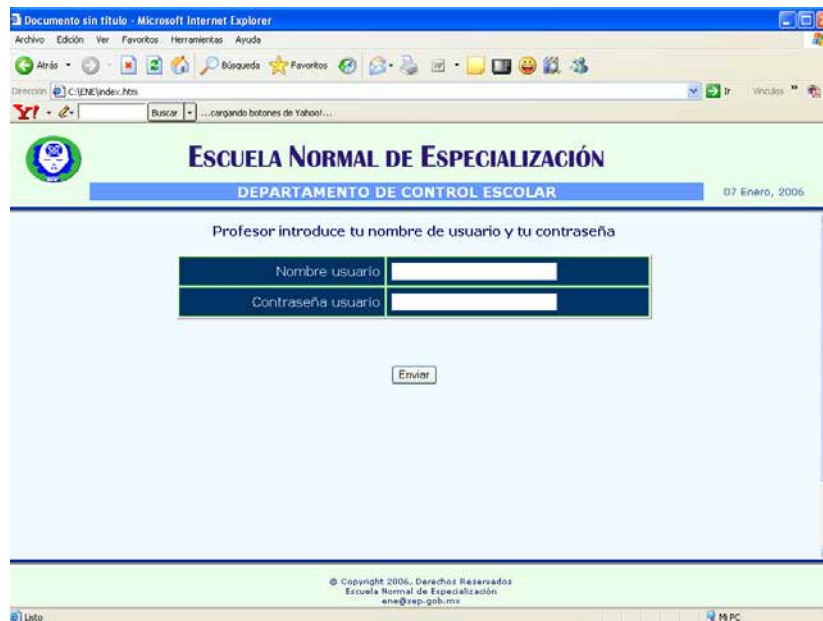 Documento sin título - Microsoft Internet Explorer
Archivo Edición Ver Favoritos Herramientas Ayuda
Atrás Búsqueda Favoritos
Dirección C:\ENE\index.htm Ir Vínculos »
Y! Buscar ...cargando botones de Yahoo!...
ESCUELA NORMAL DE ESPECIALIZACIÓN
DEPARTAMENTO DE CONTROL ESCOLAR 07 Enero, 2006
Profesor introduce tu nombre de usuario y tu contraseña
Nombre usuario
Contraseña usuario
Enviar
© Copyright 2006, Derechos Reservados
Escuela Normal de Especialización
ene@sep.gob.mx
Listo Mi PC